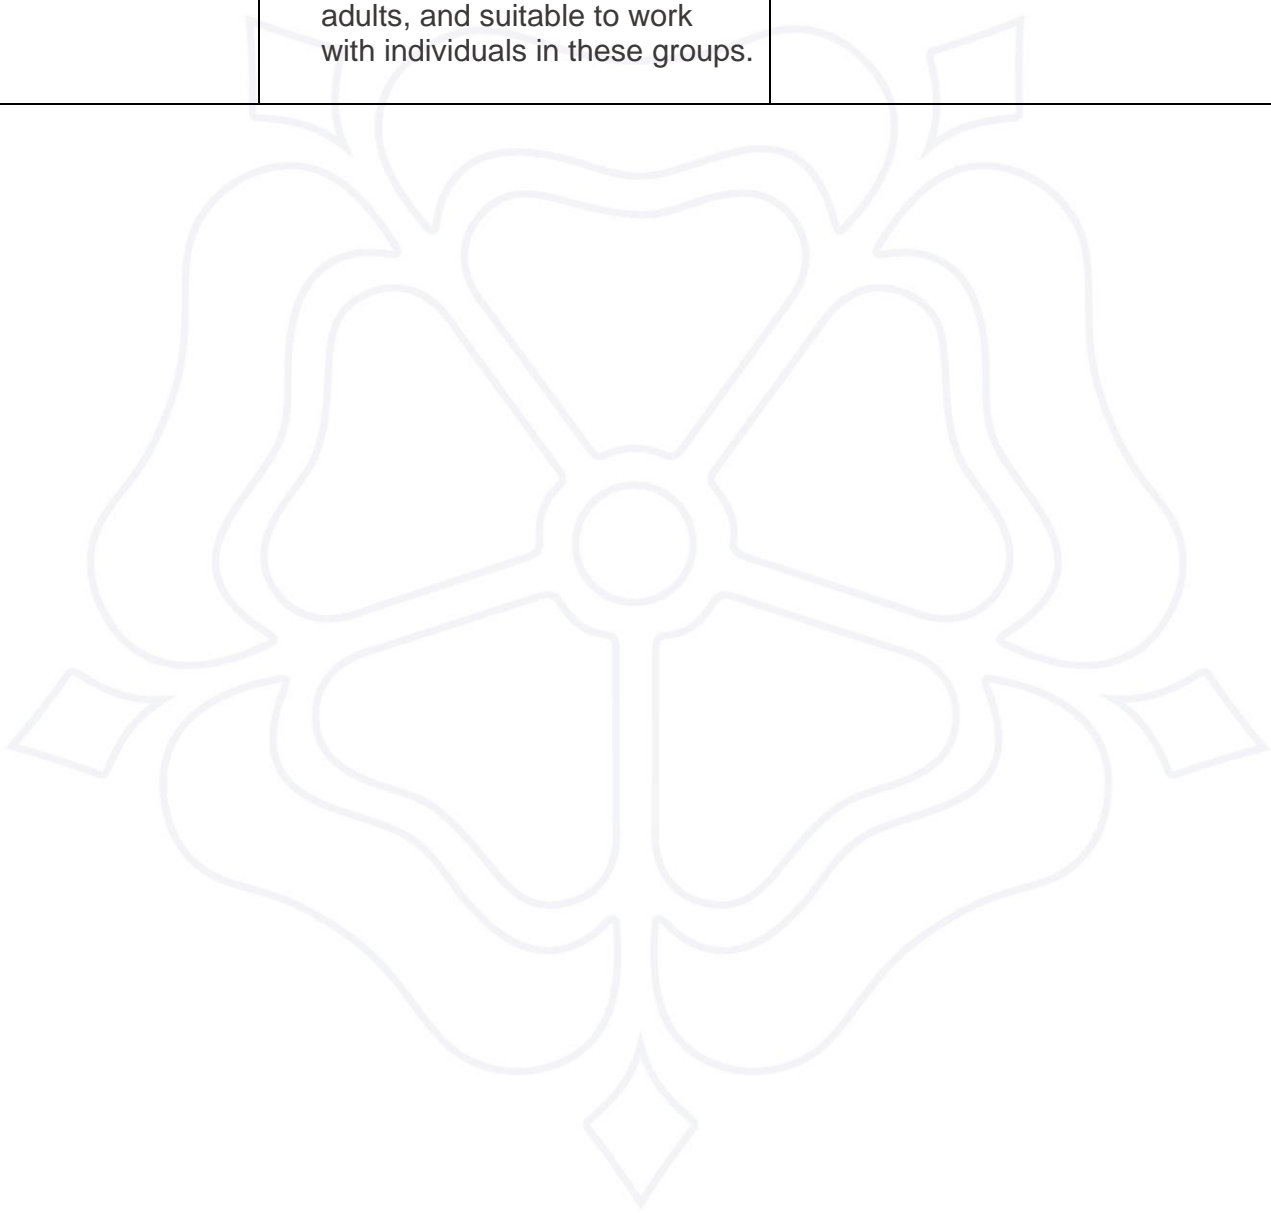 adults, and suitable to work
with individuals in these groups.